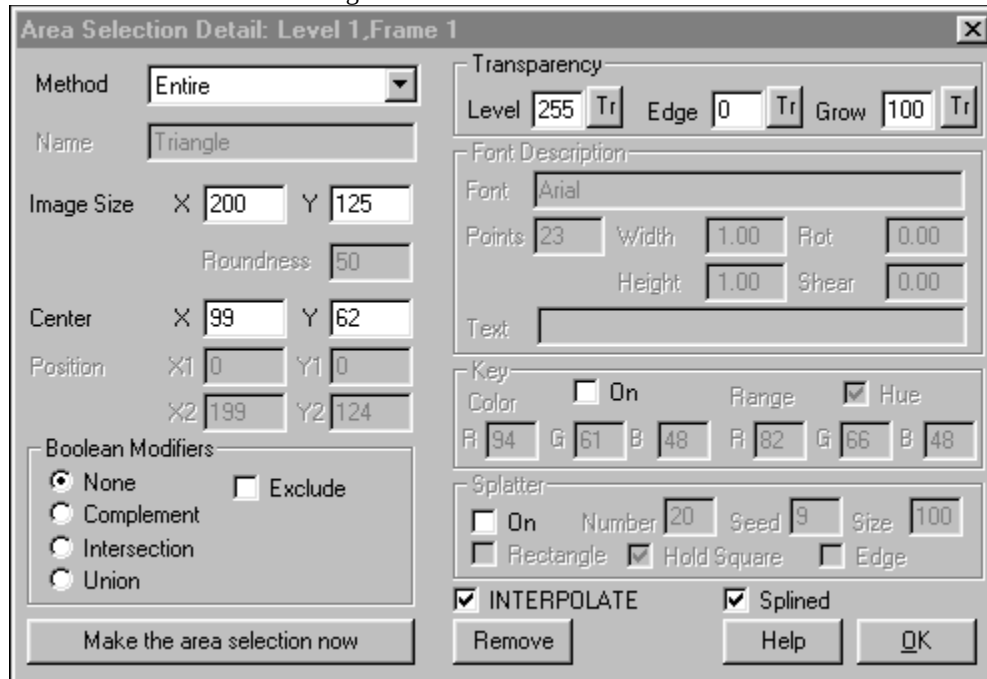 Area Selection Detail: Level 1,Frame 1
Method Entire
Name Triangle
Image Size X 200 Y 125
Roundness 50
Center X 99 Y 62
Position X1 0 Y1 0
X2 199 Y2 124
Boolean Modifiers
None Exclude
Complement
Intersection
Union
Make the area selection now
Transparency
Level 255 Tr Edge 0 Tr Grow 100 Tr
Font Description
Font Arial
Points 23 Width 1.00 Rot 0.00
Height 1.00 Shear 0.00
Text
Key
On
Color Range Hue
R 94 G 61 B 48 R 82 G 66 B 48
Splatter
On Number 20 Seed 9 Size 100
Rectangle Hold Square Edge
INTERPOLATE Splined
Remove Help OK